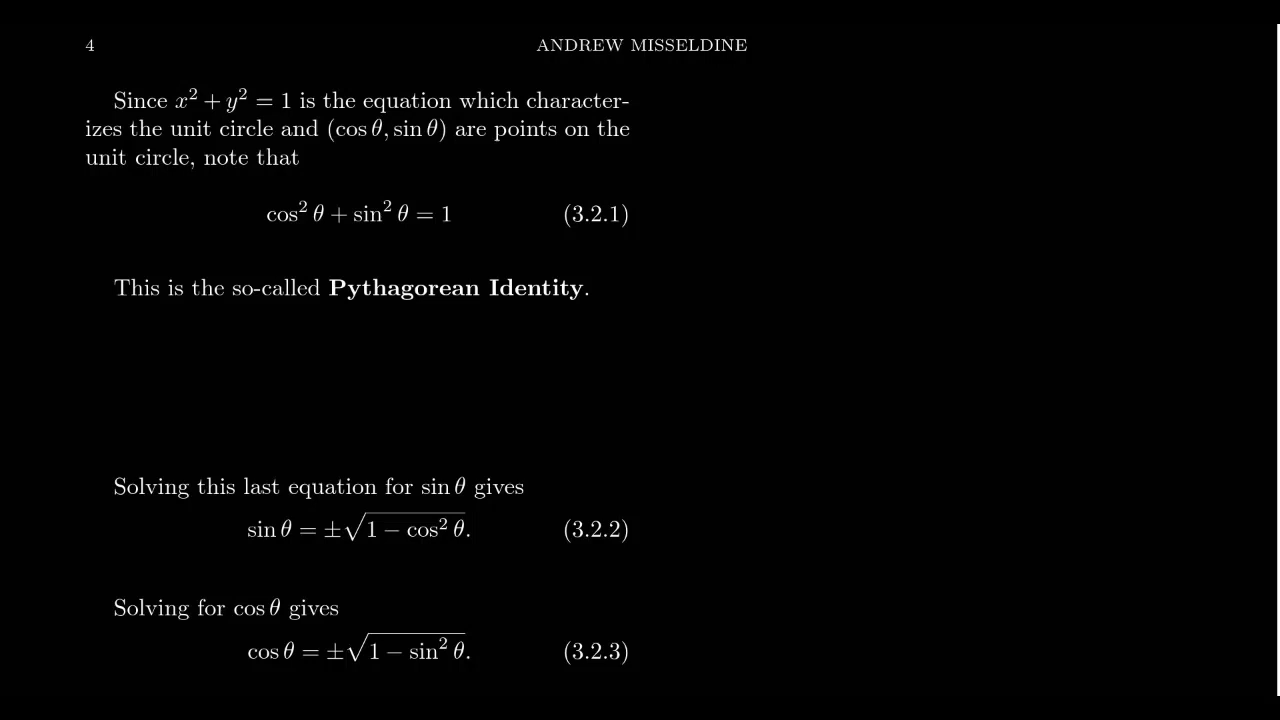 4 ANDREW MISSELDINE
Since x² + y² = 1 is the equation which character-
izes the unit circle and (cos θ, sin θ) are points on the
unit circle, note that
cos² θ + sin² θ = 1 (3.2.1)
This is the so-called Pythagorean Identity.
Solving this last equation for sin θ gives
sin θ = ±√(1 − cos² θ). (3.2.2)
Solving for cos θ gives
cos θ = ±√(1 − sin² θ). (3.2.3)